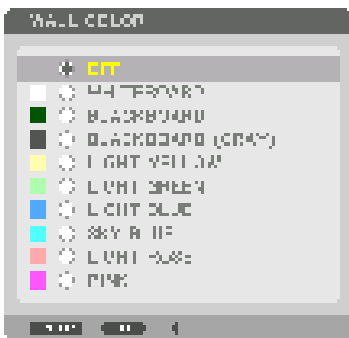 WALL COLOR
OFF
WHITEBOARD
BLACKBOARD
BLACKBOARD (GRAY)
LIGHT YELLOW
LIGHT GREEN
LIGHT BLUE
SKY BLUE
LIGHT ROSE
PINK